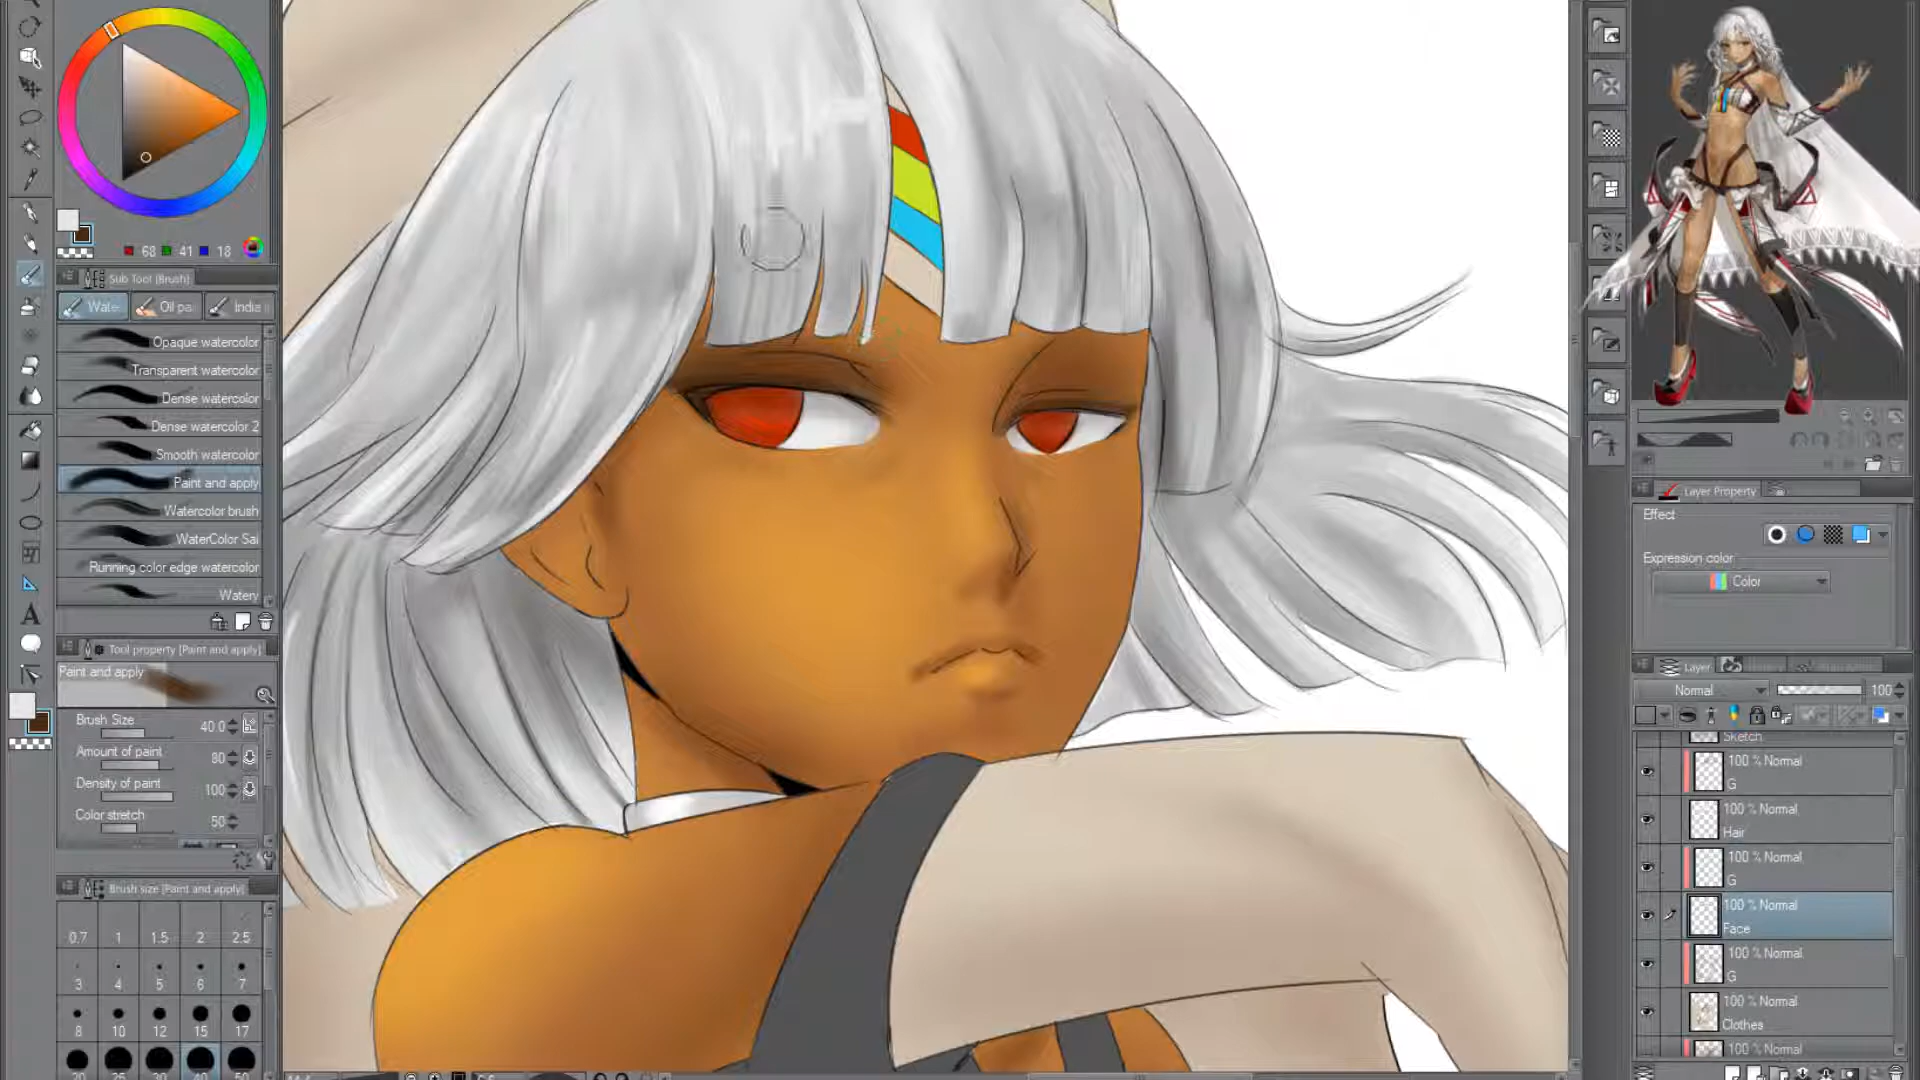 68 41 18
Sub Tool [Brush]
Wate Oil pa India
Opaque watercolor
Transparent watercolor
Dense watercolor
Dense watercolor 2
Smooth watercolor
Paint and apply
Watercolor brush
WaterColor Sai
Running color edge watercolor
Watery
Tool property [Paint and apply]
Paint and apply
Brush Size 40.0
Amount of paint 80
Density of paint 100
Color stretch 50
Brush size [Paint and apply]
0.7 1 1.5 2 2.5
3 4 5 6 7
8 10 12 15 17
20 25 30 40 50
Layer Property
Effect
Expression color
Color
Layer
Normal 100
Sketch
100 % Normal
G
100 % Normal
Hair
100 % Normal
G
100 % Normal
Face
100 % Normal
G
100 % Normal
Clothes
100 % Normal